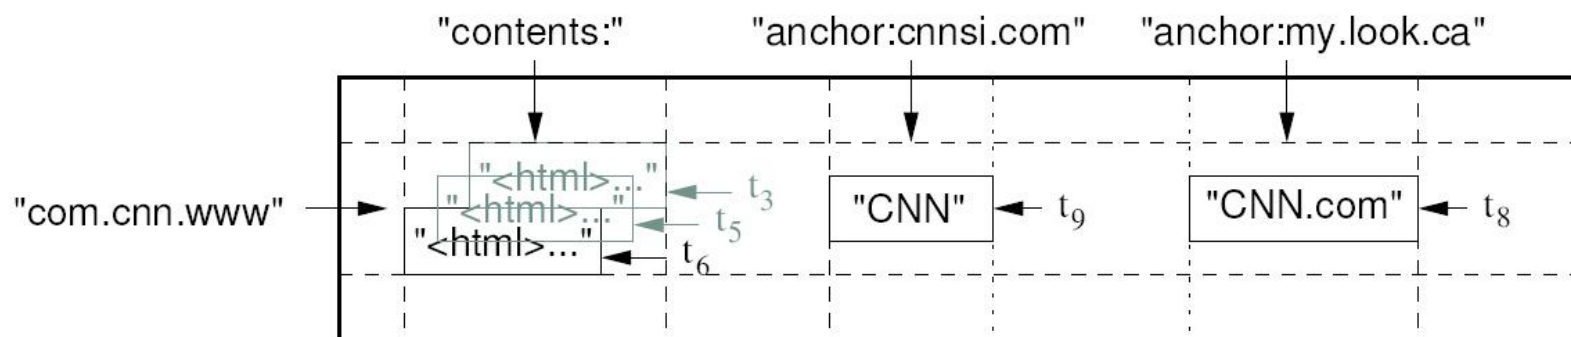 "contents:" "anchor:cnnsi.com" "anchor:my.look.ca"
"<html>..." t3
"com.cnn.www" "<html>..." t5 "CNN" t9 "CNN.com" t8
"<html>..." t6